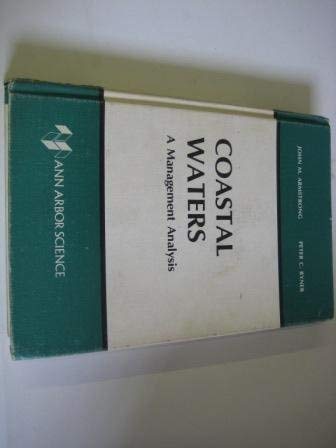 JOHN M. ARMSTRONG
PETER C. RYNER
COASTAL
WATERS
A Management Analysis
ANN ARBOR SCIENCE